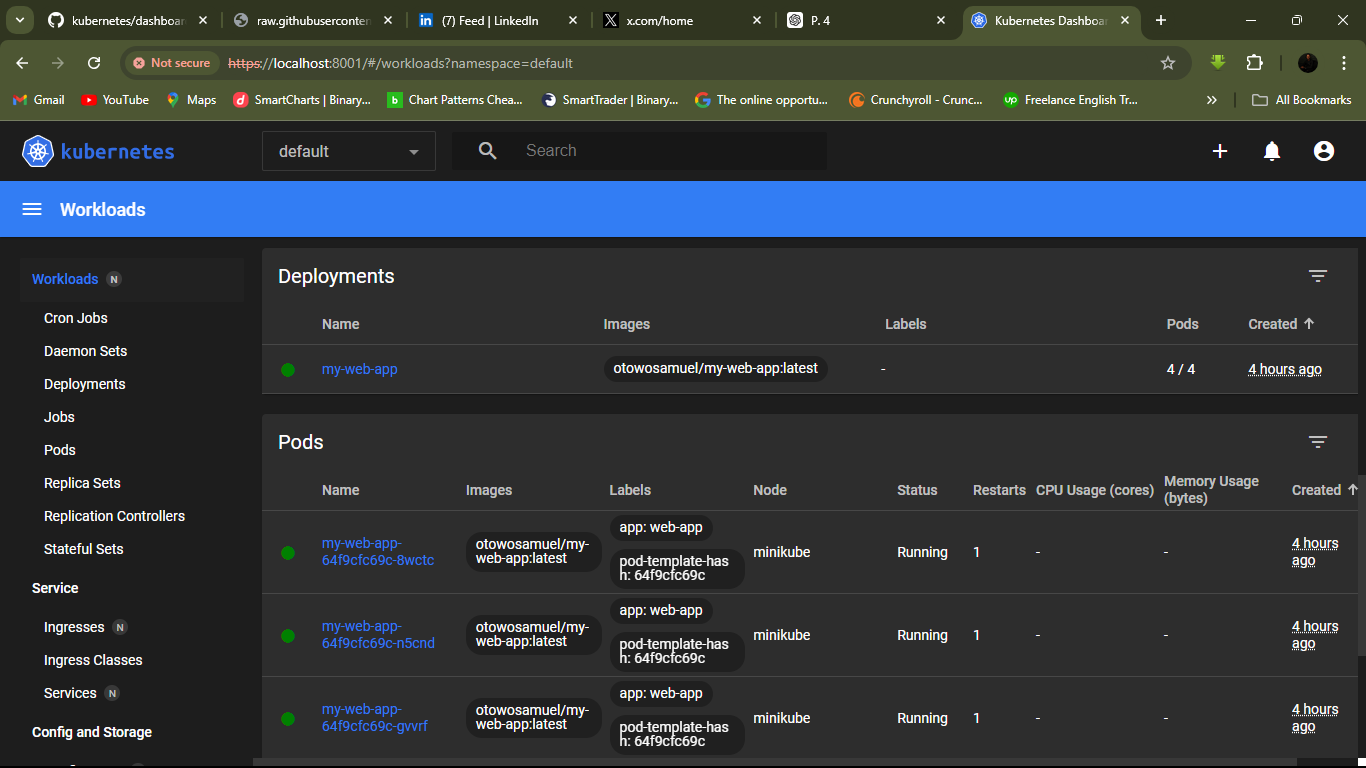 kubernetes/dashboar
raw.githubuserconten
(7) Feed | LinkedIn
x.com/home
P. 4
Kubernetes Dashboar
Not secure
https://localhost:8001/#/workloads?namespace=default
Gmail
YouTube
Maps
SmartCharts | Binary...
Chart Patterns Chea...
SmartTrader | Binary...
The online opportu...
Crunchyroll - Crunc...
Freelance English Tr...
All Bookmarks
kubernetes
default
Search
Workloads
Workloads N
Cron Jobs
Daemon Sets
Deployments
Jobs
Pods
Replica Sets
Replication Controllers
Stateful Sets
Service
Ingresses N
Ingress Classes
Services N
Config and Storage
Deployments
Name Images Labels Pods Created
my-web-app otowosamuel/my-web-app:latest - 4 / 4 4 hours ago
Pods
Name Images Labels Node Status Restarts CPU Usage (cores) Memory Usage
(bytes) Created
my-web-app-
64f9cfc69c-8wctc
otowosamuel/my-
web-app:latest
app: web-app
pod-template-has
h: 64f9cfc69c
minikube Running 1 - -
4 hours
ago
my-web-app-
64f9cfc69c-n5cnd
otowosamuel/my-
web-app:latest
app: web-app
pod-template-has
h: 64f9cfc69c
minikube Running 1 - -
4 hours
ago
my-web-app-
64f9cfc69c-gvvrf
otowosamuel/my-
web-app:latest
app: web-app
pod-template-has
h: 64f9cfc69c
minikube Running 1 - -
4 hours
ago